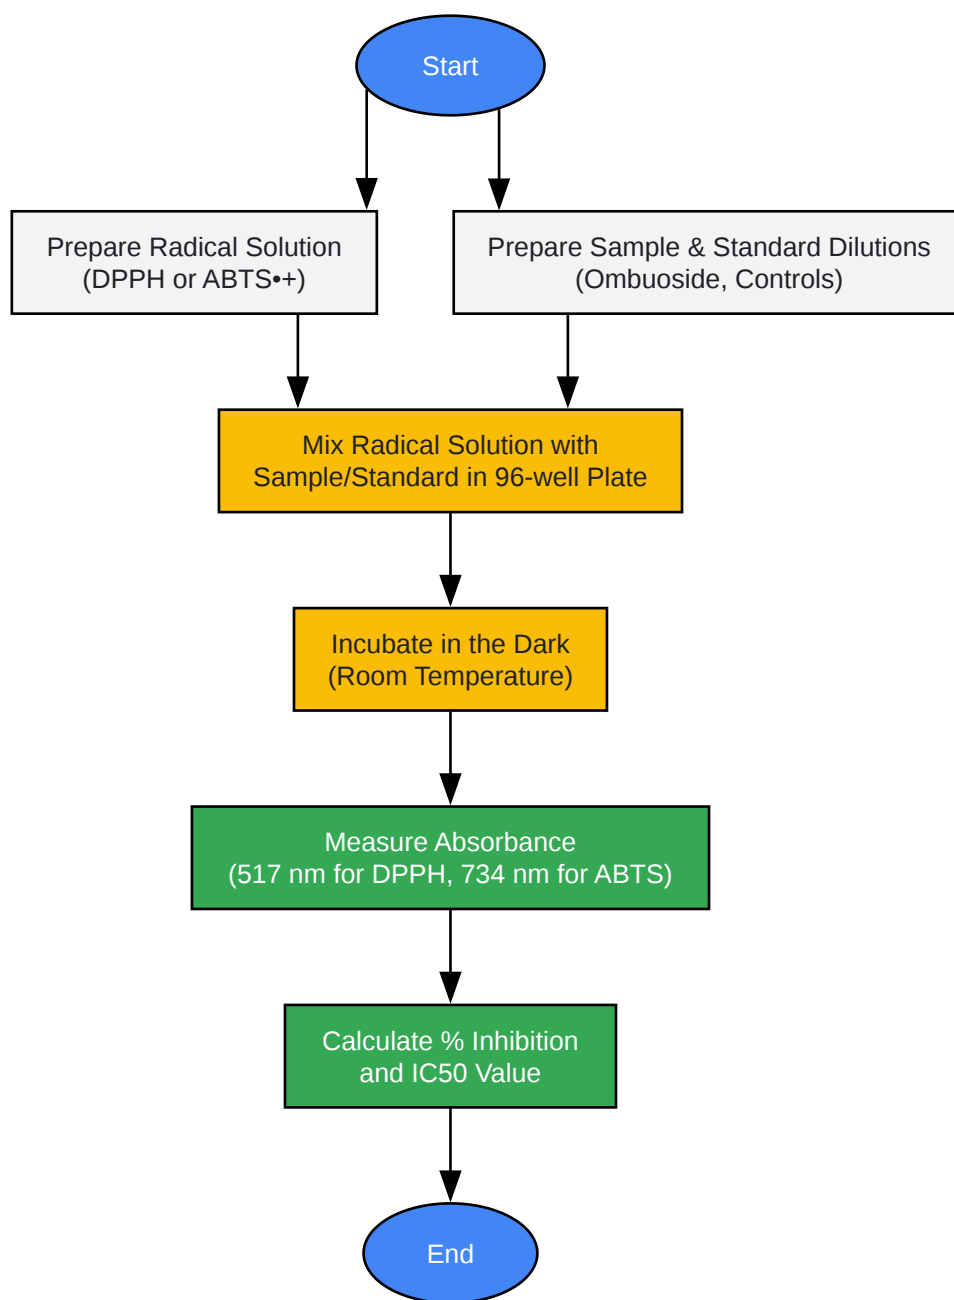 Start
Prepare Radical Solution
(DPPH or ABTS•+)
Prepare Sample & Standard Dilutions
(Ombuoside, Controls)
Mix Radical Solution with
Sample/Standard in 96-well Plate
Incubate in the Dark
(Room Temperature)
Measure Absorbance
(517 nm for DPPH, 734 nm for ABTS)
Calculate % Inhibition
and IC50 Value
End